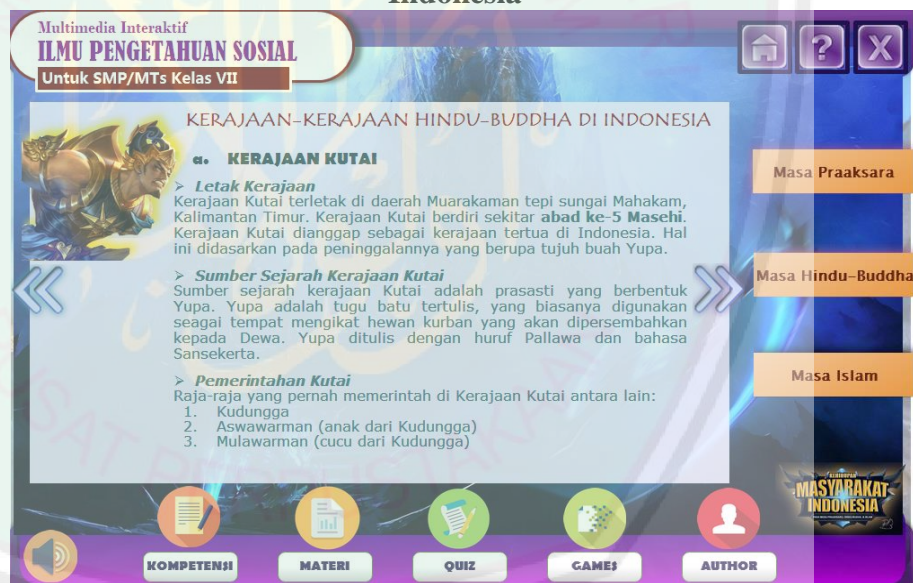 Indonesia
Multimedia Interaktif
ILMU PENGETAHUAN SOSIAL
Untuk SMP/MTs Kelas VII
KERAJAAN-KERAJAAN HINDU-BUDDHA DI INDONESIA
a. KERAJAAN KUTAI
➢ Letak Kerajaan
Kerajaan Kutai terletak di daerah Muarakaman tepi sungai Mahakam,
Kalimantan Timur. Kerajaan Kutai berdiri sekitar abad ke-5 Masehi.
Kerajaan Kutai dianggap sebagai kerajaan tertua di Indonesia. Hal
ini didasarkan pada peninggalannya yang berupa tujuh buah Yupa.
➢ Sumber Sejarah Kerajaan Kutai
Sumber sejarah kerajaan Kutai adalah prasasti yang berbentuk
Yupa. Yupa adalah tugu batu tertulis, yang biasanya digunakan
seagai tempat mengikat hewan kurban yang akan dipersembahkan
kepada Dewa. Yupa ditulis dengan huruf Pallawa dan bahasa
Sansekerta.
➢ Pemerintahan Kutai
Raja-raja yang pernah memerintah di Kerajaan Kutai antara lain:
1. Kudungga
2. Aswawarman (anak dari Kudungga)
3. Mulawarman (cucu dari Kudungga)
Masa Praaksara
Masa Hindu-Buddha
Masa Islam
KEHIDUPAN
MASYARAKAT
INDONESIA
KOMPETENSI
MATERI
QUIZ
GAMES
AUTHOR